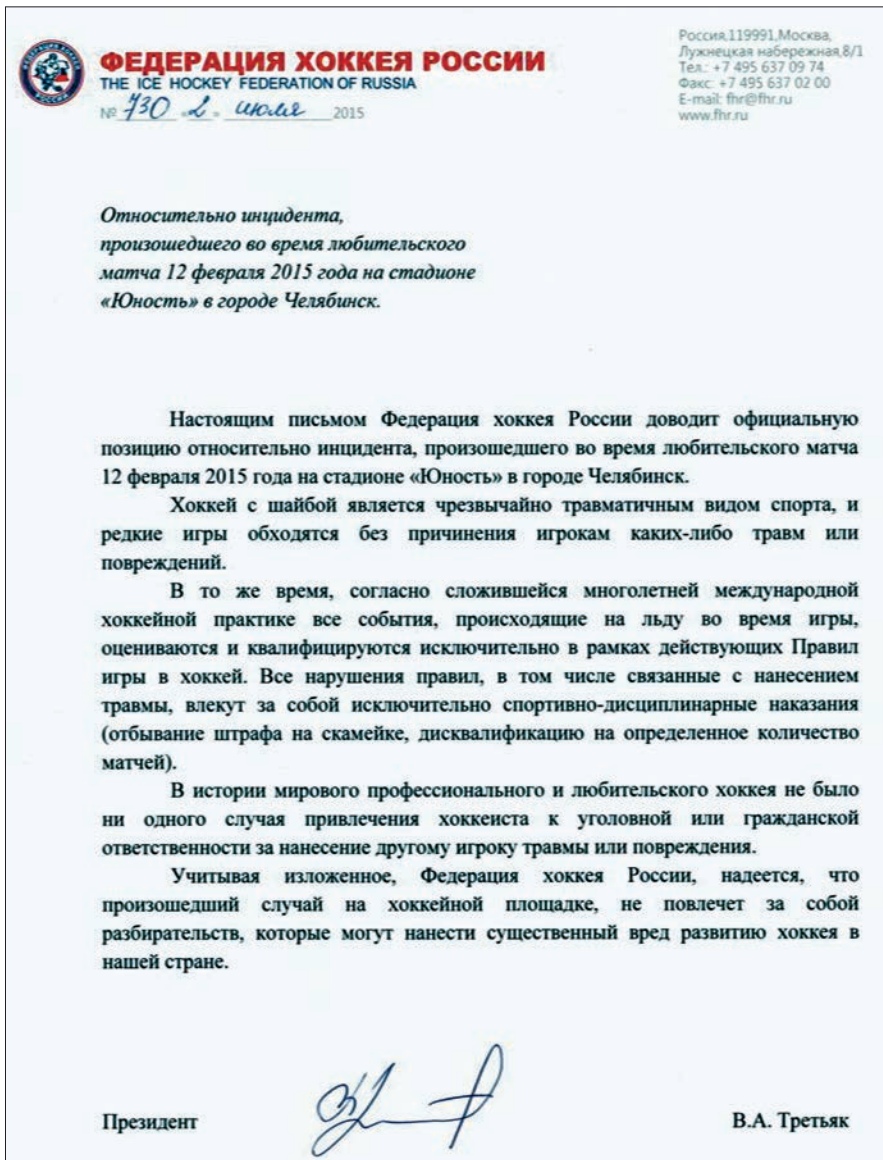 ФЕДЕРАЦИЯ ХОККЕЯ РОССИИ
THE ICE HOCKEY FEDERATION OF RUSSIA
№ 730 «2» июля 2015
Россия,119991,Москва,
Лужнецкая набережная,8/1
Тел.: +7 495 637 09 74
Факс: +7 495 637 02 00
E-mail: fhr@fhr.ru
www.fhr.ru
Относительно инцидента,
произошедшего во время любительского
матча 12 февраля 2015 года на стадионе
«Юность» в городе Челябинск.
Настоящим письмом Федерация хоккея России доводит официальную
позицию относительно инцидента, произошедшего во время любительского матча
12 февраля 2015 года на стадионе «Юность» в городе Челябинск.
Хоккей с шайбой является чрезвычайно травматичным видом спорта, и
редкие игры обходятся без причинения игрокам каких-либо травм или
повреждений.
В то же время, согласно сложившейся многолетней международной
хоккейной практике все события, происходящие на льду во время игры,
оцениваются и квалифицируются исключительно в рамках действующих Правил
игры в хоккей. Все нарушения правил, в том числе связанные с нанесением
травмы, влекут за собой исключительно спортивно-дисциплинарные наказания
(отбывание штрафа на скамейке, дисквалификацию на определенное количество
матчей).
В истории мирового профессионального и любительского хоккея не было
ни одного случая привлечения хоккеиста к уголовной или гражданской
ответственности за нанесение другому игроку травмы или повреждения.
Учитывая изложенное, Федерация хоккея России, надеется, что
произошедший случай на хоккейной площадке, не повлечет за собой
разбирательств, которые могут нанести существенный вред развитию хоккея в
нашей стране.
Президент
В.А. Третьяк